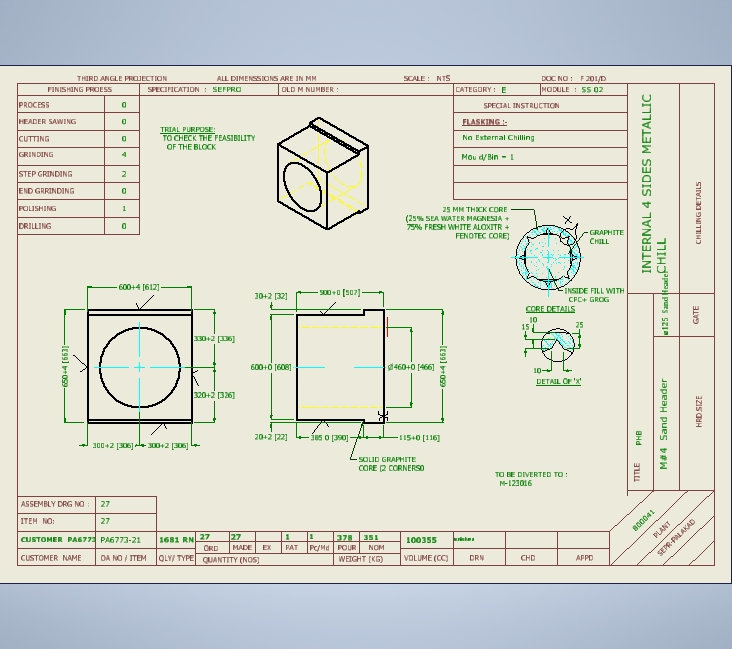 THIRD ANGLE PROJECTION ALL DIMENSSIONS ARE IN MM SCALE : NTS DOC NO : F 201/D
FINISHING PROESS SPECIFICATION : SEFPRO OLD M NUMBER : CATEGORY : E MODULE : SS 02
PROCESS 0
HEADER SAWING 0
CUTTING 0
GRINDING 4
STEP GRINDING 2
END GRRINDING 0
POLISHING 1
DRILLING 0
TRIAL PURPOSE:
TO CHECK THE FEASIBILITY
OF THE BLOCK
SPECIAL INSTRUCTION
FLASKING :-
No External Chilling
Mou d/Bin = 1
INTERNAL 4 SIDES METALLIC
CHILL
CHILLING DETAILS
25 MM THICK CORE
(25% SEA WATER MAGNESIA +
75% FRESH WHITE ALOXITR +
FENOTEC CORE)
X
GRAPHITE
CHILL
INSIDE FILL WITH
CPC+ GROG
CORE DETAILS
ø125 Sand Header
GATE
10
15
25
10
DETAIL OF 'X'
600+4 [612]
650+4 [663]
330+2 [336]
320+2 [326]
300+2 [306]
300+2 [306]
500+0 [507]
30+2 [32]
600+0 [608]
Ø460+0 [466]
650+4 [663]
20+2 [22]
385 0 [390]
115+0 [116]
X
SOLID GRAPHITE
CORE (2 CORNERS0
TO BE DIVERTED TO :
M-123016
TITLE PHB
M#4 Sand Header
HRD SIZE
B00041
PLANT
SEPR-PALAKAD
ASSEMBLY DRG NO : 27
ITEM NO: 27
CUSTOMER PA6773 PA6773-21 1681 RN 27 27 1 1 378 351 100355
ORD MADE EX PAT Pc/Md POUR NOM
CUSTOMER NAME OA NO / ITEM QLY/ TYPE QUANTITY (NOS) WEIGHT (KG) VOLUME (CC) DRN CHD APPD